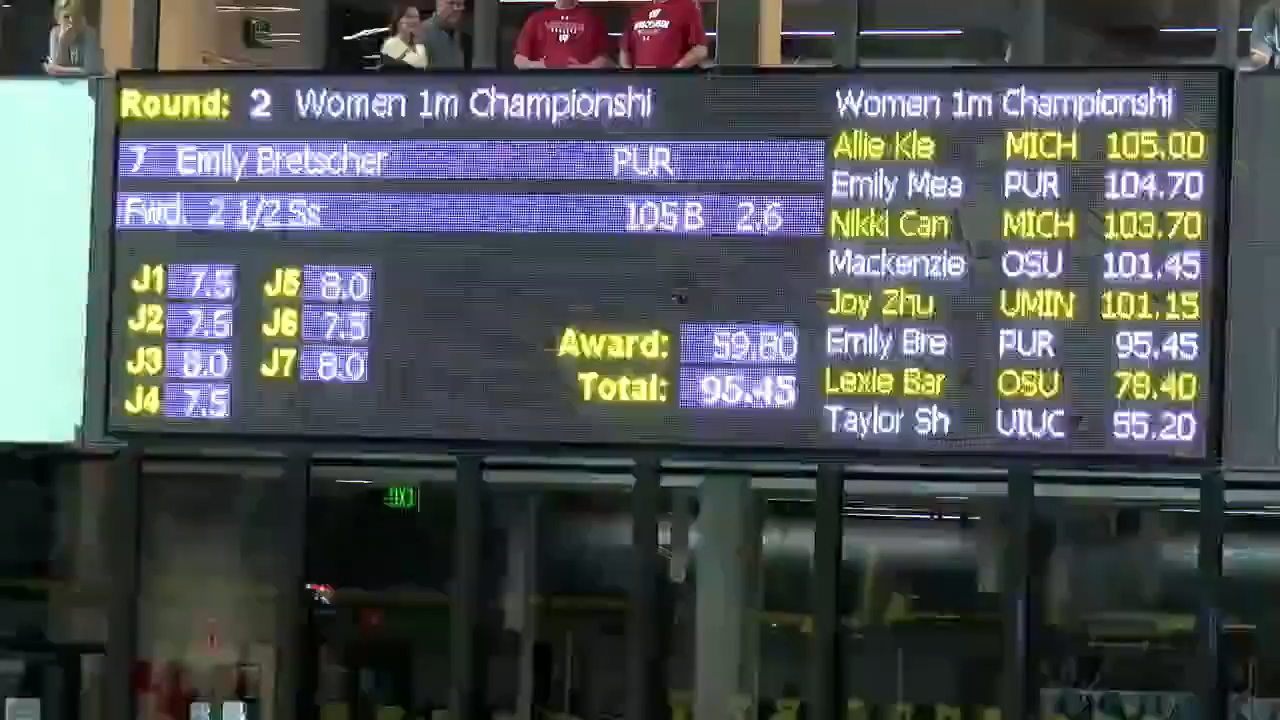 Round: 2 Women 1m Championshi
7 Emily Bretscher PUR
Fwd. 2 1/2 Ss 105B 2.6
J1 7.5 J5 8.0
J2 7.5 J6 7.5
J3 8.0 J7 8.0
J4 7.5
Award: 59.80
Total: 95.45
Women 1m Championshi
Allie Kle MICH 105.00
Emily Mea PUR 104.70
Nikki Can MICH 103.70
Mackenzie OSU 101.45
Joy Zhu UMIN 101.15
Emily Bre PUR 95.45
Lexie Bar OSU 78.40
Taylor Sh UIUC 55.20